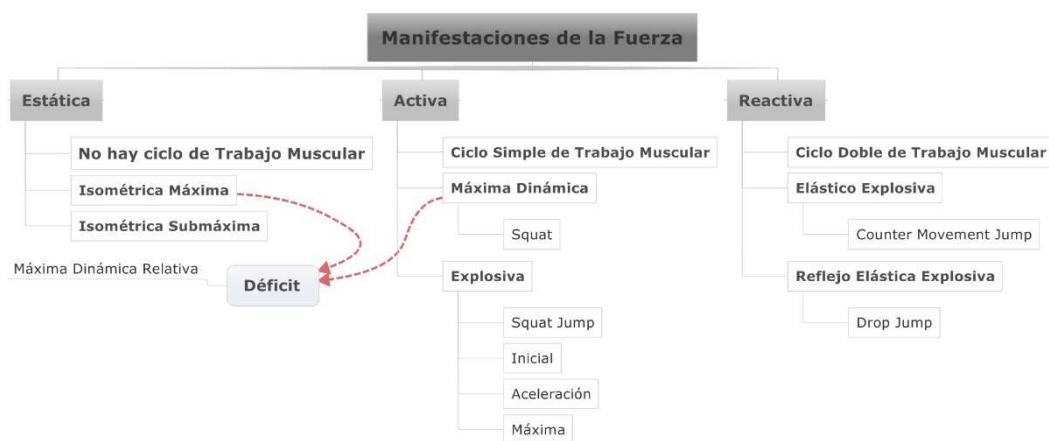 Manifestaciones de la Fuerza
Estática
No hay ciclo de Trabajo Muscular
Isométrica Máxima
Isométrica Submáxima
Máxima Dinámica Relativa
Déficit
Activa
Ciclo Simple de Trabajo Muscular
Máxima Dinámica
Squat
Explosiva
Squat Jump
Inicial
Aceleración
Máxima
Reactiva
Ciclo Doble de Trabajo Muscular
Elástico Explosiva
Counter Movement Jump
Reflejo Elástica Explosiva
Drop Jump